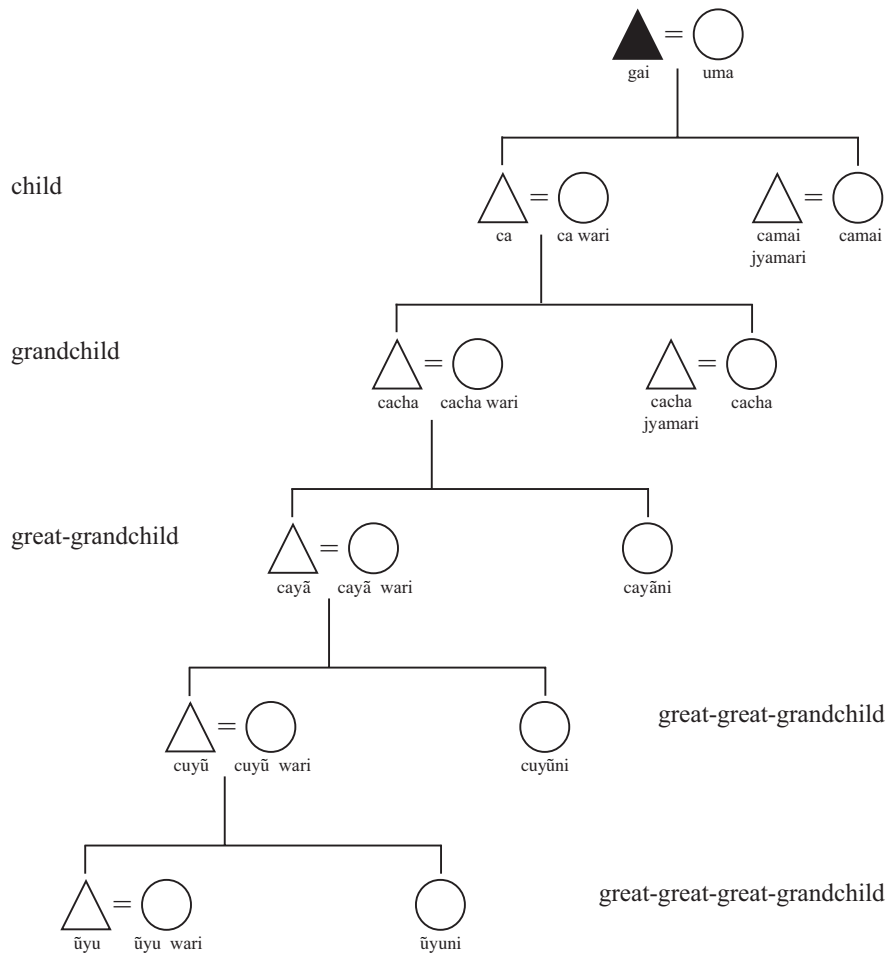 gai uma
child
ca ca wari camai camai
jyamari
grandchild
cacha cacha wari cacha cacha
jyamari
great-grandchild
cayã cayã wari cayãni
great-great-grandchild
cuyũ cuyũ wari cuyũni
great-great-great-grandchild
ũyu ũyu wari ũyuni